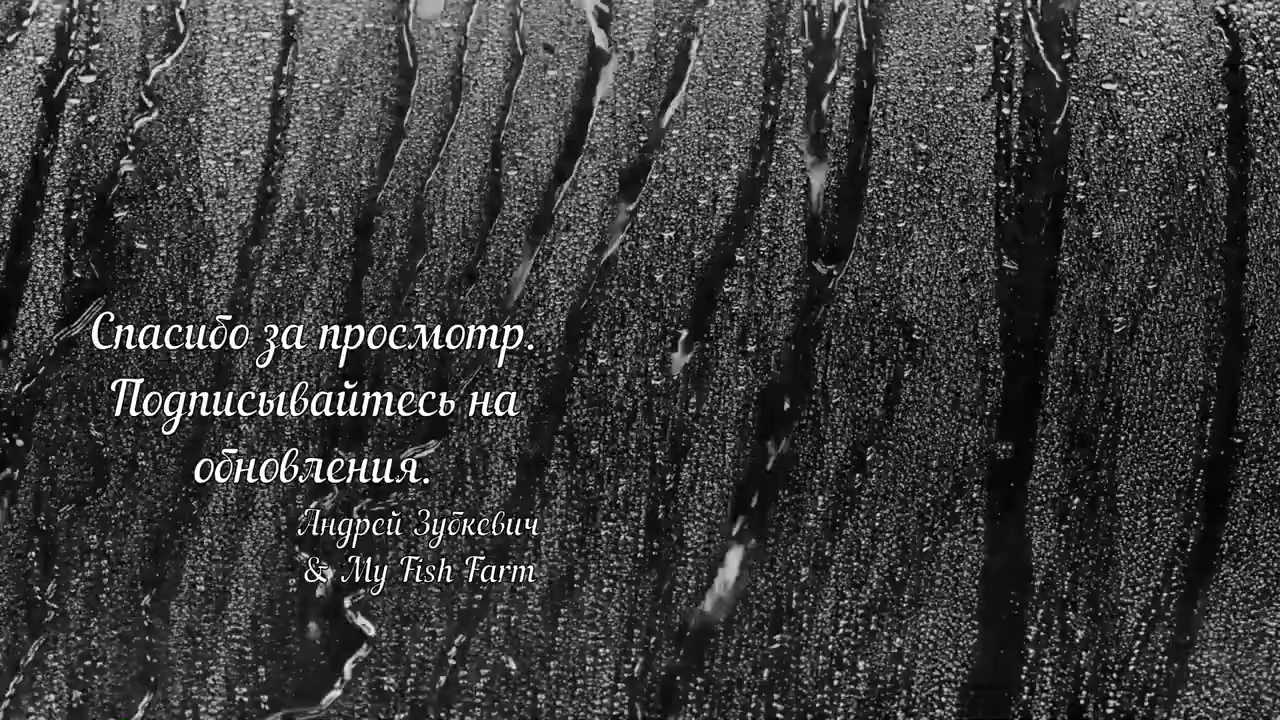 Спасибо за просмотр.
Подписывайтесь на
обновления.
Андрей Зубкевич
& My Fish Farm